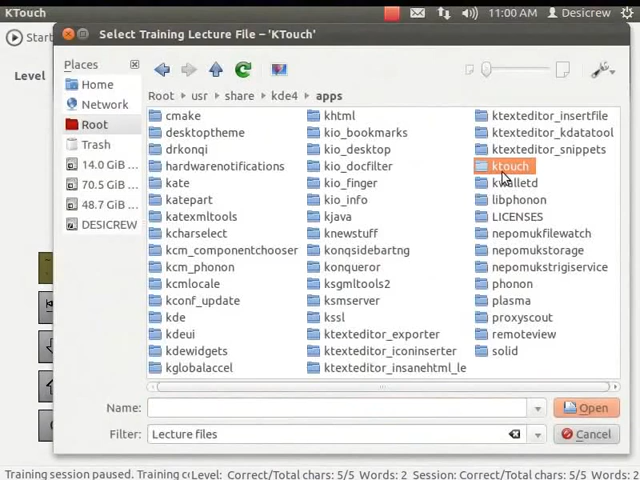 KTouch
11:00 AM
Desicrew
Start
Select Training Lecture File – 'KTouch'
Level
Places
Home
Network
Root
Trash
14.0 GiB ...
70.5 GiB ...
48.7 GiB ...
DESICREW
Root
usr
share
kde4
apps
cmake
desktoptheme
drkonqi
hardwarenotifications
kate
katepart
katexmltools
kcharselect
kcm_componentchooser
kcm_phonon
kcmlocale
kconf_update
kde
kdeui
kdewidgets
kglobalaccel
khtml
kio_bookmarks
kio_desktop
kio_docfilter
kio_finger
kio_info
kjava
knewstuff
konqsidebartng
konqueror
ksgmltools2
ksmserver
kssl
ktexteditor_exporter
ktexteditor_iconinserter
ktexteditor_insanehtml_le
ktexteditor_insertfile
ktexteditor_kdatatool
ktexteditor_snippets
ktouch
kwalletd
libphonon
LICENSES
nepomukfilewatch
nepomukstorage
nepomukstrigiservice
phonon
plasma
proxyscout
remoteview
solid
Name:
Open
Filter:
Lecture files
Cancel
Training session paused. Training co
Level: Correct/Total chars: 5/5 Words: 2
Session: Correct/Total chars: 5/5 Words: 2